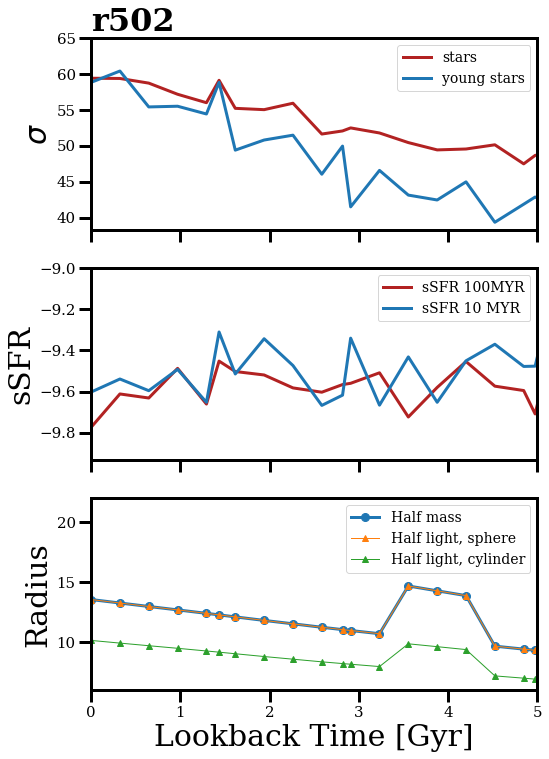 r502
65
60
55
50
45
40
σ
stars
young stars
−9.0
−9.2
−9.4
−9.6
−9.8
sSFR
sSFR 100MYR
sSFR 10 MYR
20
15
10
Radius
Half mass
Half light, sphere
Half light, cylinder
0 1 2 3 4 5
Lookback Time [Gyr]